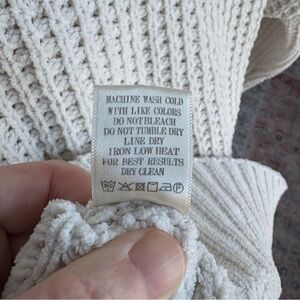 MACHINE WASH COLD
WITH LIKE COLORS
DO NOT BLEACH
DO NOT TUMBLE DRY
LINE DRY
IRON LOW HEAT
FOR BEST RESULTS
DRY CLEAN